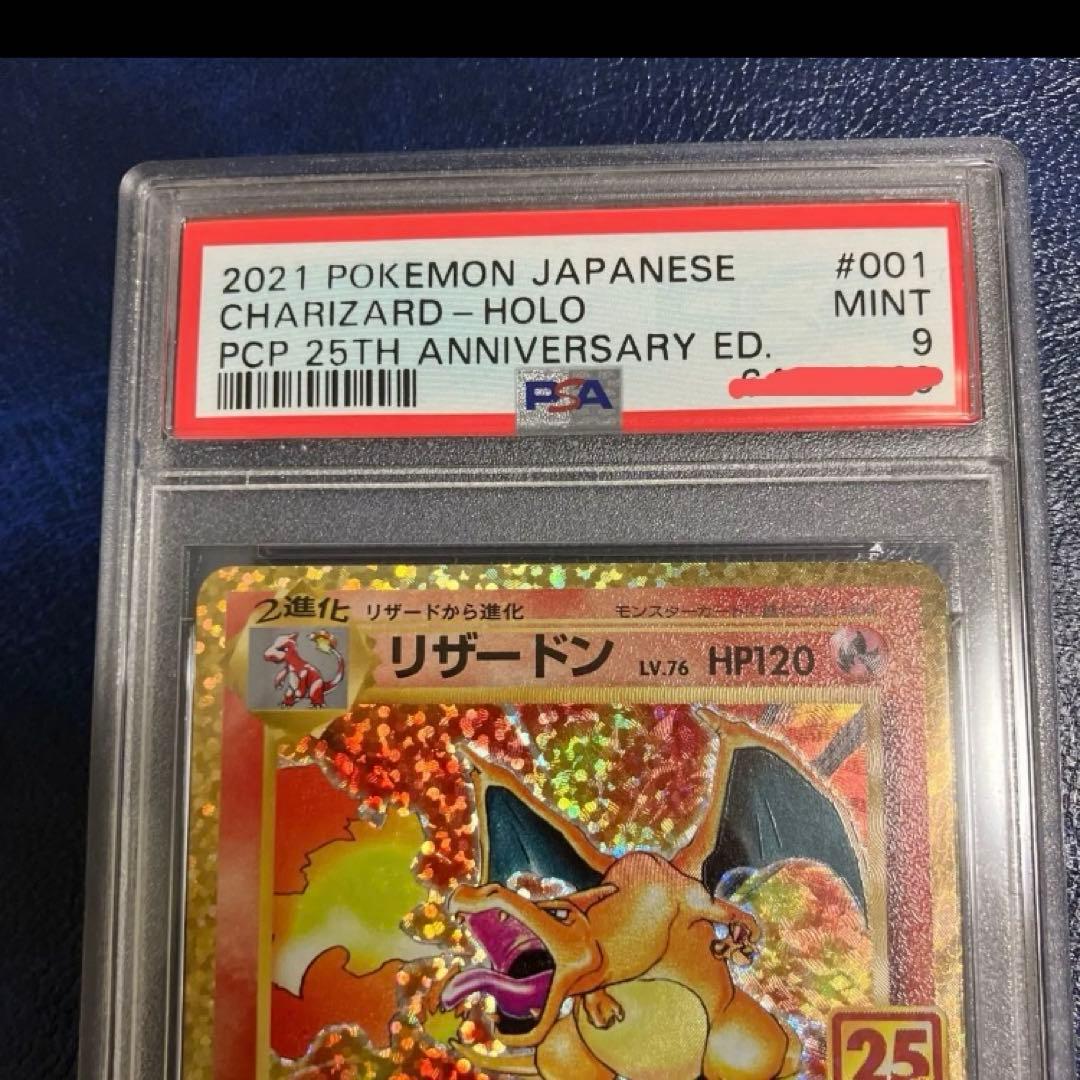 2021 POKEMON JAPANESE #001
CHARIZARD-HOLO MINT
PCP 25TH ANNIVERSARY ED. 9
PSA
2進化 リザードから進化
リザードン LV.76 HP120
25